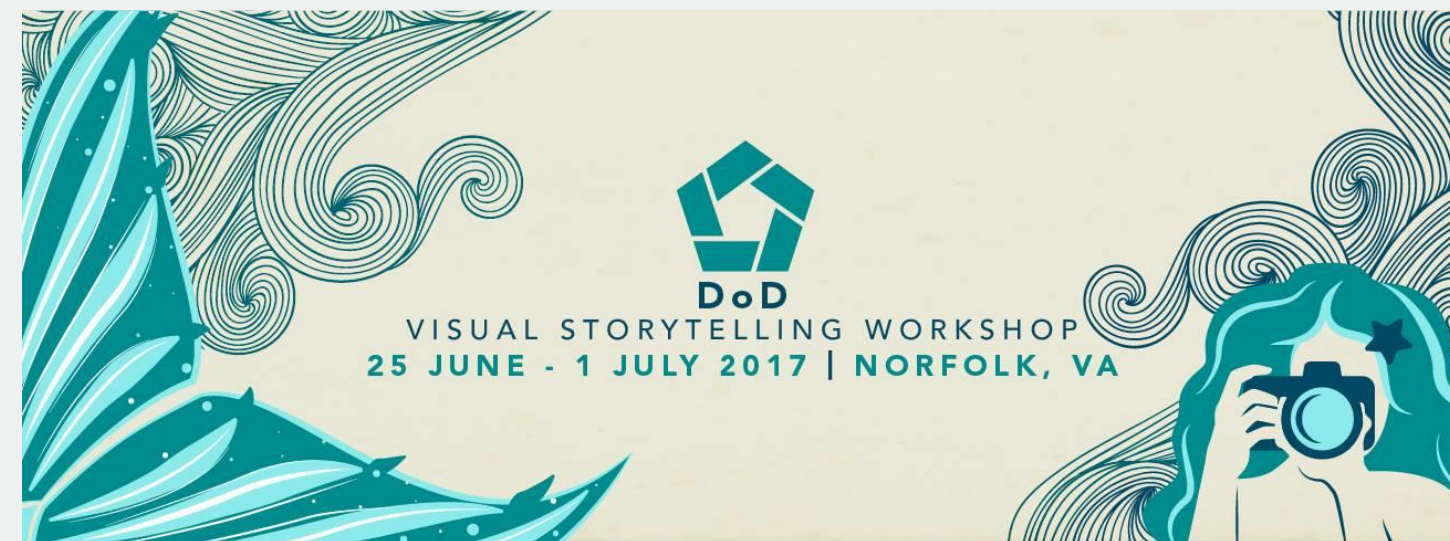 DoD
VISUAL STORYTELLING WORKSHOP
25 JUNE - 1 JULY 2017 | NORFOLK, VA